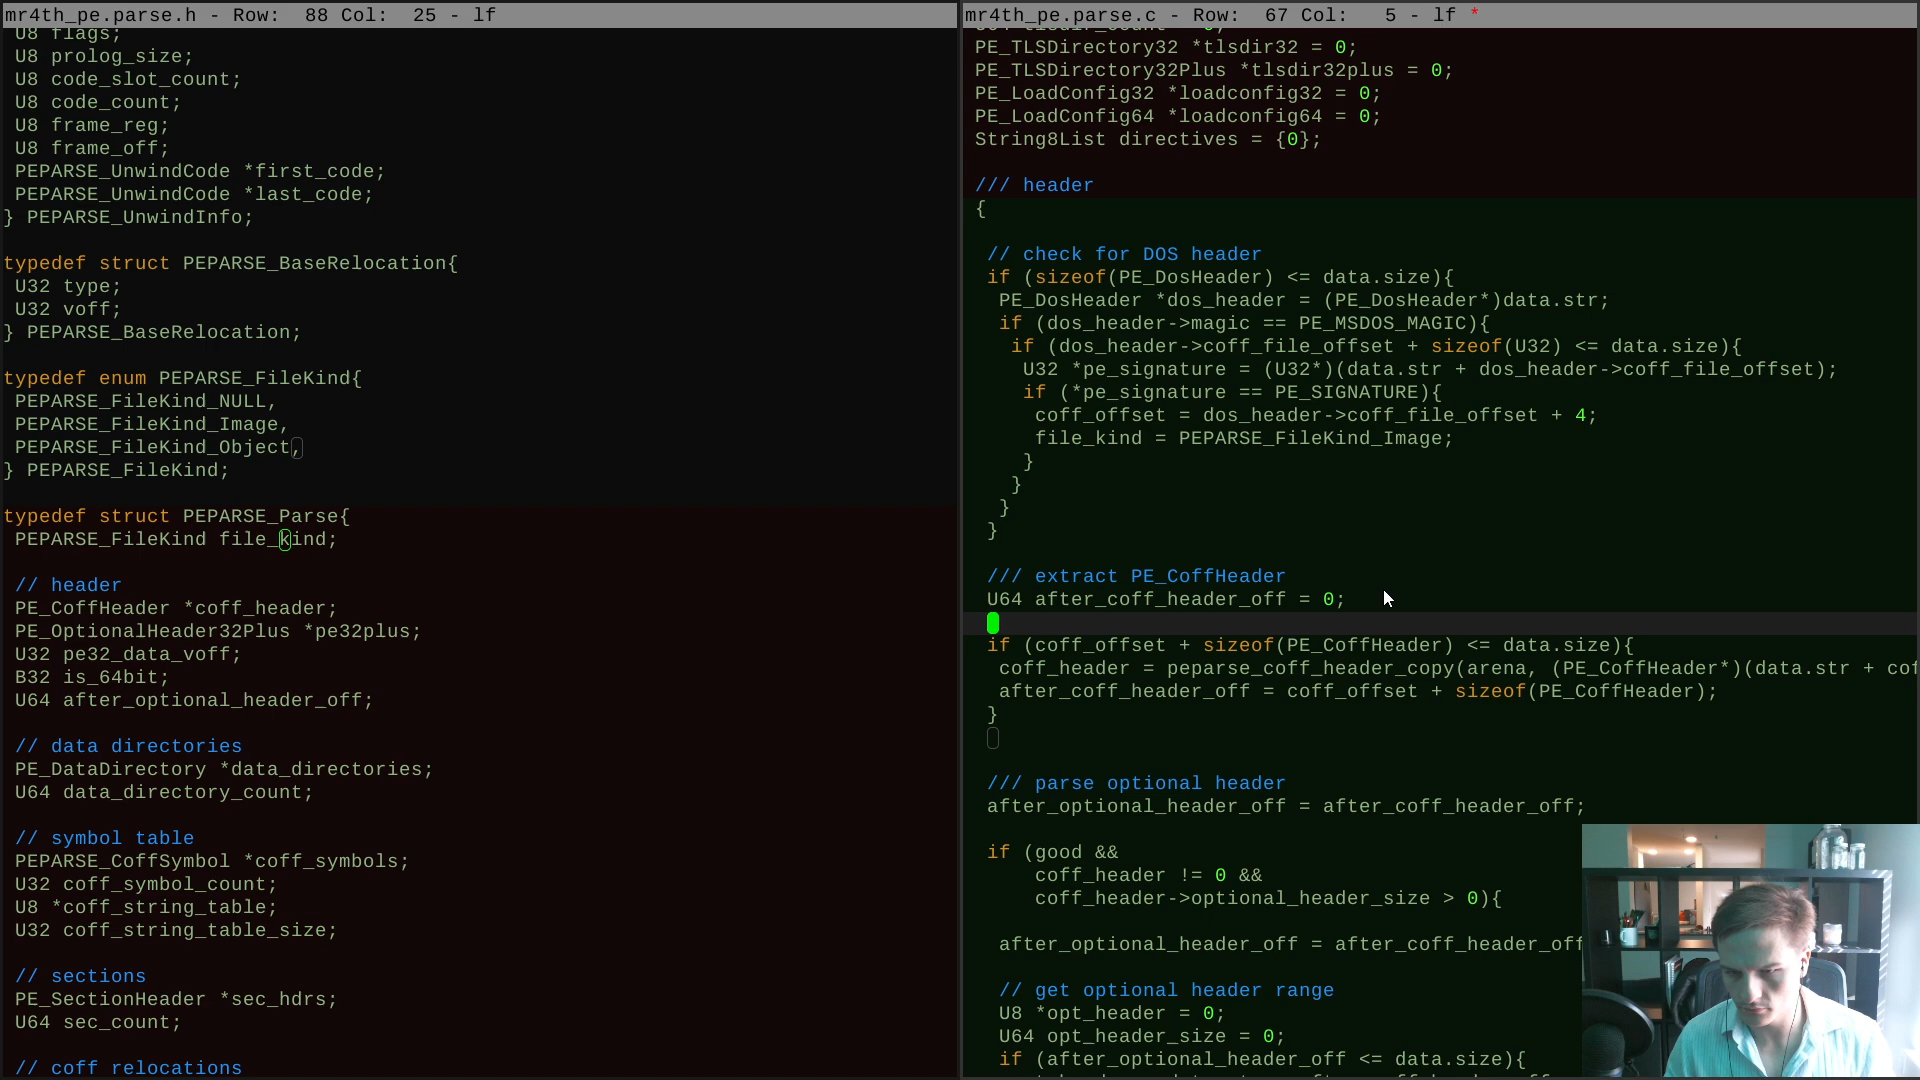 mr4th_pe.parse.h - Row:  88 Col:  25 - lf
U8 flags;
U8 prolog_size;
U8 code_slot_count;
U8 code_count;
U8 frame_reg;
U8 frame_off;
PEPARSE_UnwindCode *first_code;
PEPARSE_UnwindCode *last_code;
} PEPARSE_UnwindInfo;
typedef struct PEPARSE_BaseRelocation{
U32 type;
U32 voff;
} PEPARSE_BaseRelocation;
typedef enum PEPARSE_FileKind{
PEPARSE_FileKind_NULL,
PEPARSE_FileKind_Image,
PEPARSE_FileKind_Object,
} PEPARSE_FileKind;
typedef struct PEPARSE_Parse{
PEPARSE_FileKind file_kind;
// header
PE_CoffHeader *coff_header;
PE_OptionalHeader32Plus *pe32plus;
U32 pe32_data_voff;
B32 is_64bit;
U64 after_optional_header_off;
// data directories
PE_DataDirectory *data_directories;
U64 data_directory_count;
// symbol table
PEPARSE_CoffSymbol *coff_symbols;
U32 coff_symbol_count;
U8 *coff_string_table;
U32 coff_string_table_size;
// sections
PE_SectionHeader *sec_hdrs;
U64 sec_count;
// coff relocations
mr4th_pe.parse.c - Row:  67 Col:   5 - lf *
PE_TLSDirectory32 *tlsdir32 = 0;
PE_TLSDirectory32Plus *tlsdir32plus = 0;
PE_LoadConfig32 *loadconfig32 = 0;
PE_LoadConfig64 *loadconfig64 = 0;
String8List directives = {0};
/// header
{
// check for DOS header
if (sizeof(PE_DosHeader) <= data.size){
PE_DosHeader *dos_header = (PE_DosHeader*)data.str;
if (dos_header->magic == PE_MSDOS_MAGIC){
if (dos_header->coff_file_offset + sizeof(U32) <= data.size){
U32 *pe_signature = (U32*)(data.str + dos_header->coff_file_offset);
if (*pe_signature == PE_SIGNATURE){
coff_offset = dos_header->coff_file_offset + 4;
file_kind = PEPARSE_FileKind_Image;
}
}
}
}
/// extract PE_CoffHeader
U64 after_coff_header_off = 0;
if (coff_offset + sizeof(PE_CoffHeader) <= data.size){
coff_header = peparse_coff_header_copy(arena, (PE_CoffHeader*)(data.str + cof
after_coff_header_off = coff_offset + sizeof(PE_CoffHeader);
}
/// parse optional header
after_optional_header_off = after_coff_header_off;
if (good &&
coff_header != 0 &&
coff_header->optional_header_size > 0){
after_optional_header_off = after_coff_header_off
// get optional header range
U8 *opt_header = 0;
U64 opt_header_size = 0;
if (after_optional_header_off <= data.size){